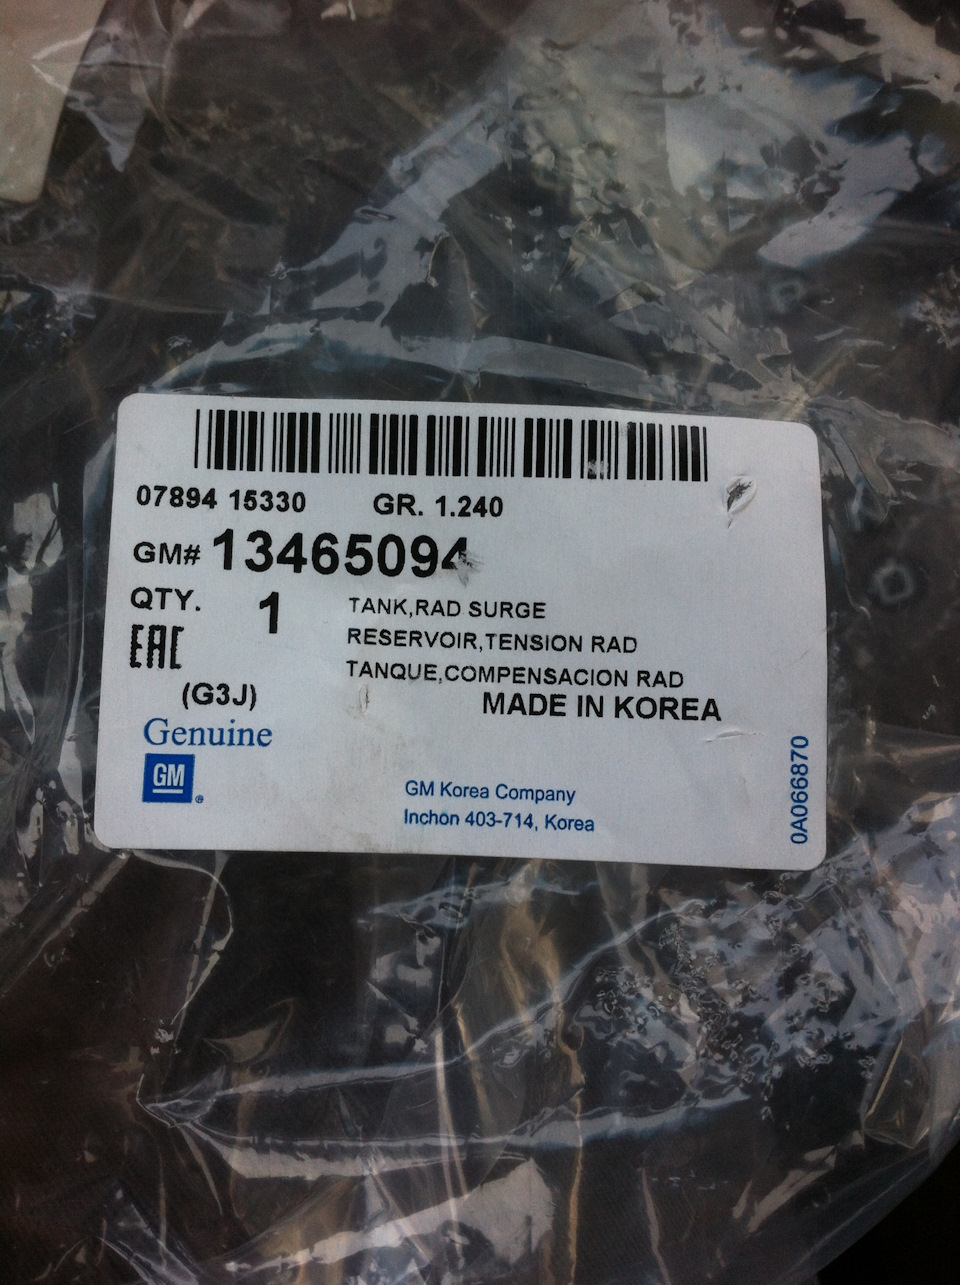 07894 15330 GR. 1.240
GM# 13465094
QTY. 1
TANK,RAD SURGE
RESERVOIR,TENSION RAD
TANQUE,COMPENSACION RAD
EAC
(G3J)
MADE IN KOREA
Genuine
GM ®
GM Korea Company
Inchon 403-714, Korea
0A066870